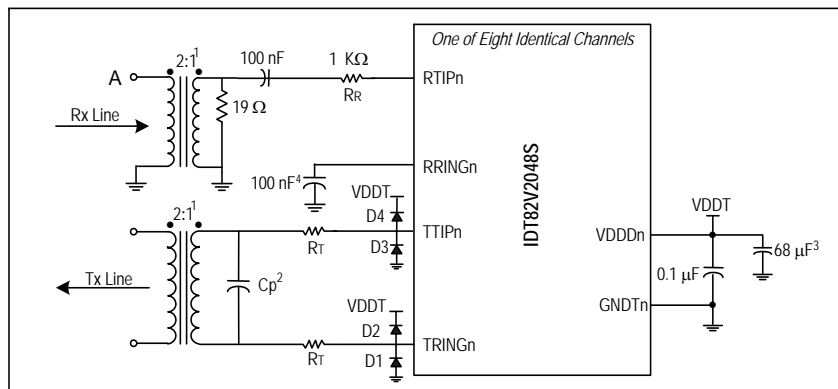 One of Eight Identical Channels
2:1¹
100 nF
1 KΩ
A
RTIPn
RR
19 Ω
Rx Line
RRINGn
100 nF⁴
VDDT
2:1¹
D4
TTIPn
RT
D3
IDT82V2048S
VDDT
VDDDn
68 µF³
0.1 µF
Cp²
Tx Line
VDDT
GNDTn
D2
TRINGn
RT
D1